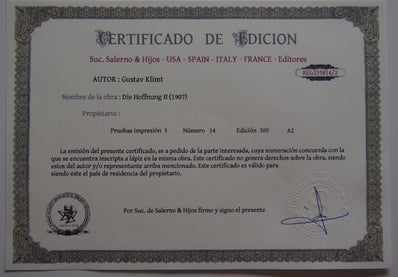 CERTIFICADO DE EDICION
Suc. Salerno & Hijos - USA - SPAIN - ITALY - FRANCE - Editores
REG235814/2
AUTOR : Gustav Klimt
Nombre de la obra : Die Hoffnung II (1907)
Propietario :
Pruebas impresión 3 Número 14 Edición 300 A2
La emisión del presente certificado, es a pedido de la parte interesada, cuya numeración concuerda con la
que se encuentra inscripta a lápiz en la misma obra. Este certificado no genera derechos sobre la obra, siendo
estos del autor y/o representante arriba mencionado. Este certificado es válido para
siendo este el país de residencia del propietario.
Por Suc. de Salerno & Hijos firmo y signo el presente